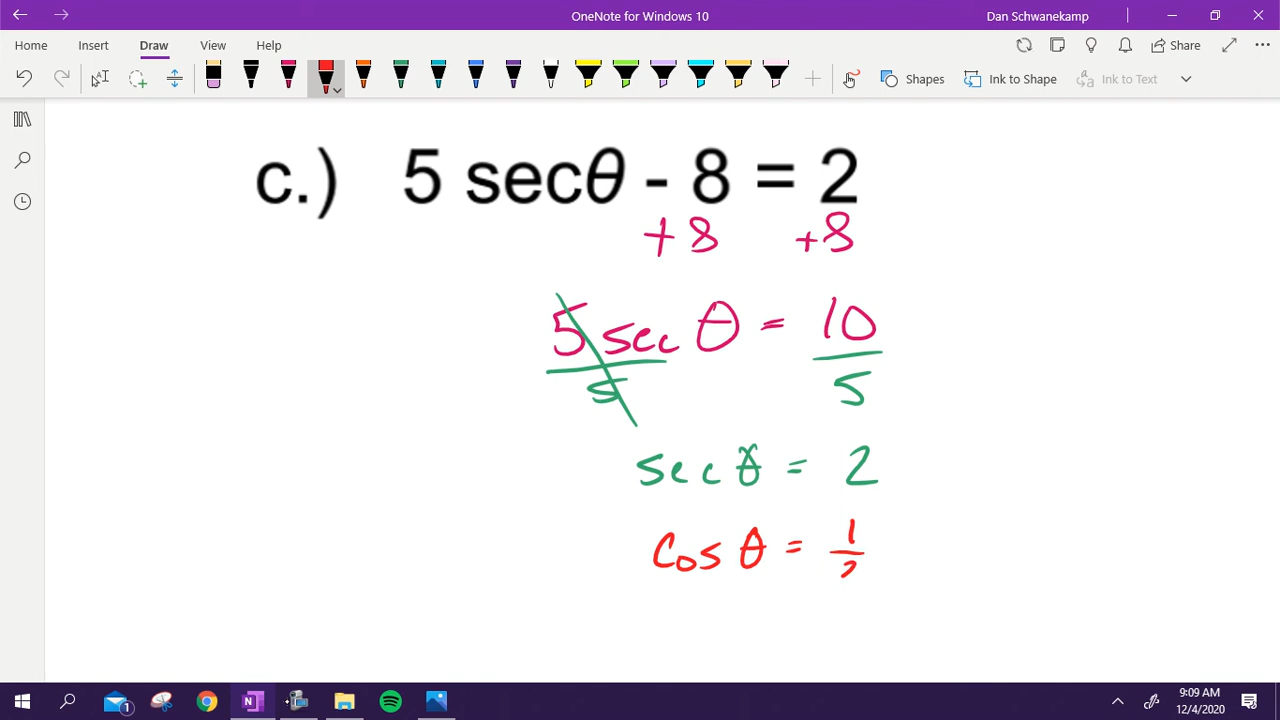 OneNote for Windows 10
Dan Schwanekamp
Home Insert Draw View Help
Share
Shapes Ink to Shape Ink to Text
c.) 5 secθ - 8 = 2
+8 +8
5 sec θ = 10
5 5
sec θ = 2
cos θ = 1
2
1
9:09 AM
12/4/2020